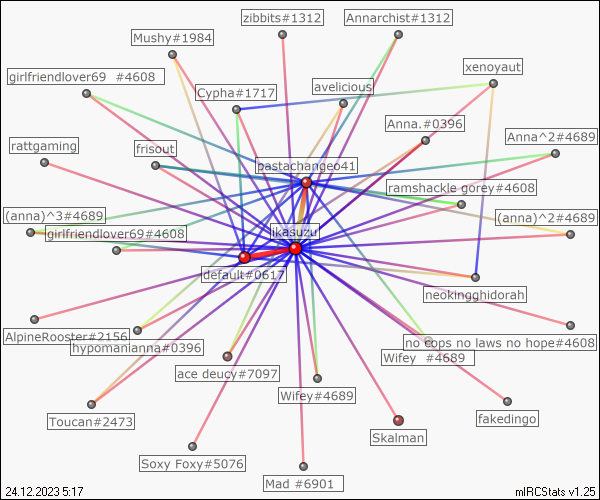 zibbits#1312
Annarchist#1312
Mushy#1984
xenoyaut
girlfriendlover69 #4608
Cypha#1717
avelicious
Anna.#0396
Anna^2#4689
rattgaming
frisout
bastachangeo41
ramshackle gorey#4608
(anna)^3#4689
(anna)^2#4689
girlfriendlover69#4608
likasuzu
default#0617
neokingghidorah
AlpineRooster#2156
hypomanianna#0396
no cops no laws no hope#4608
Wifey #4689
ace deucy#7097
Wifey#4689
Toucan#2473
fakedingo
Skalman
Soxy Foxy#5076
Mad #6901
24.12.2023 5:17
mIRCStats v1.25